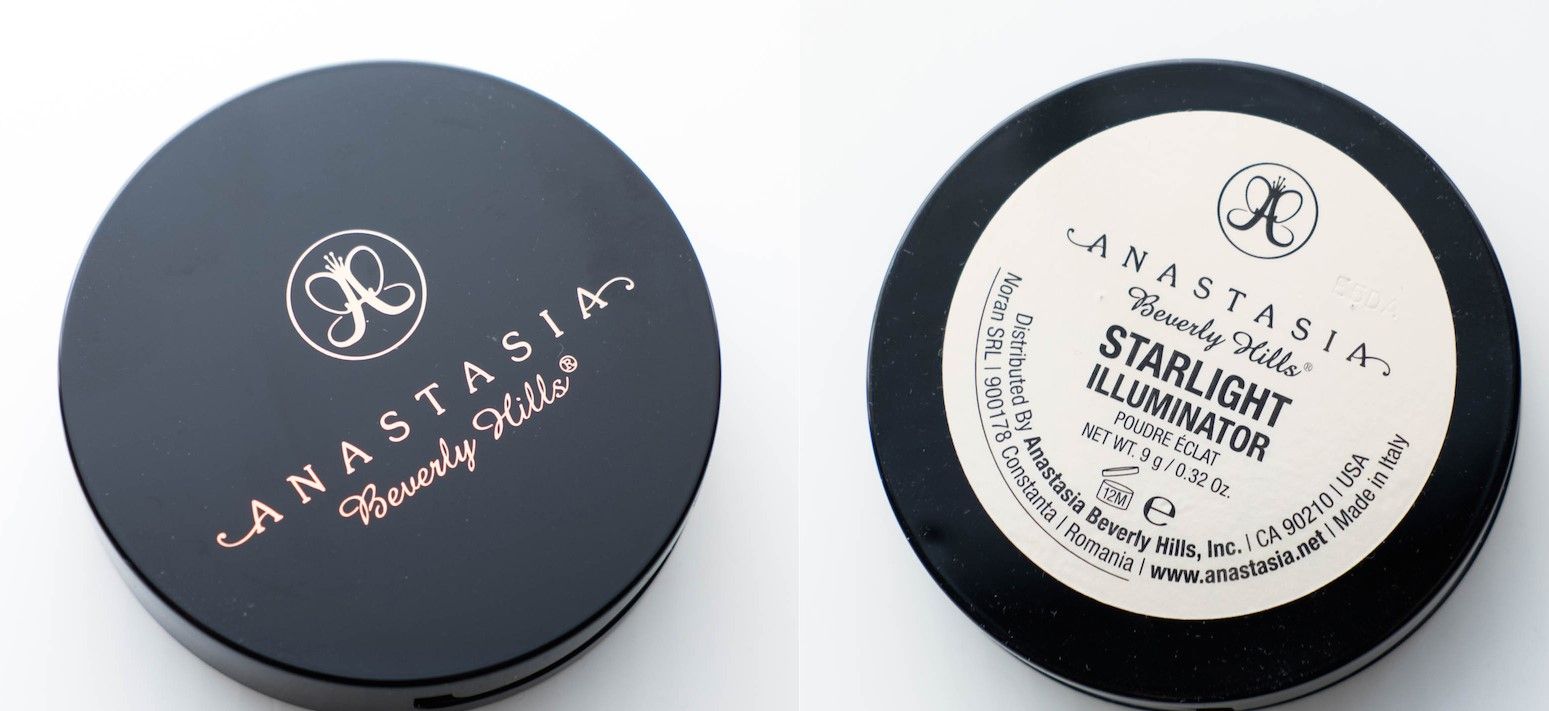 A
ANASTASIA
Beverly Hills®
A
ANASTASIA
Beverly Hills®
STARLIGHT
ILLUMINATOR
POUDRE ÉCLAT
NET WT. 9 g / 0.32 Oz.
12M e
Distributed By Anastasia Beverly Hills, Inc. | CA 90210 | USA
Noran SRL | 900178 Constanta | Romania | www.anastasia.net | Made in Italy